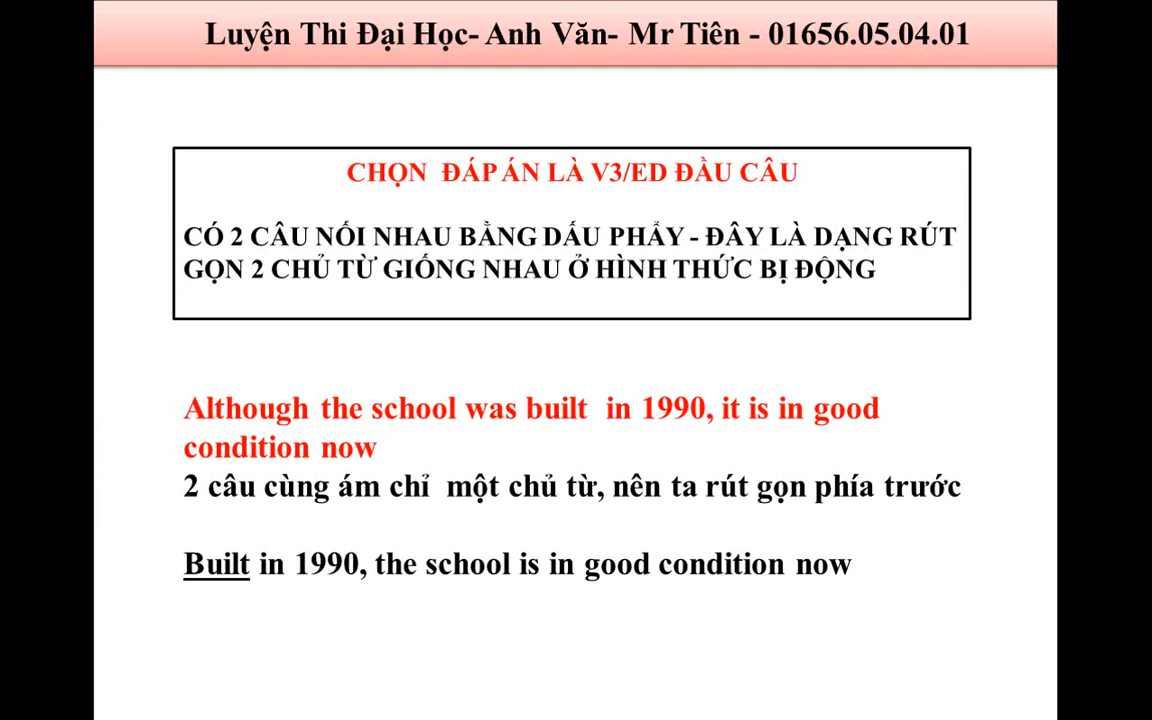 Luyện Thi Đại Học- Anh Văn- Mr Tiên - 01656.05.04.01
CHỌN ĐÁP ÁN LÀ V3/ED ĐẦU CÂU
CÓ 2 CÂU NỐI NHAU BẰNG DẤU PHẨY - ĐÂY LÀ DẠNG RÚT
GỌN 2 CHỦ TỪ GIỐNG NHAU Ở HÌNH THỨC BỊ ĐỘNG
Although the school was built in 1990, it is in good
condition now
2 câu cùng ám chỉ một chủ từ, nên ta rút gọn phía trước
Built in 1990, the school is in good condition now